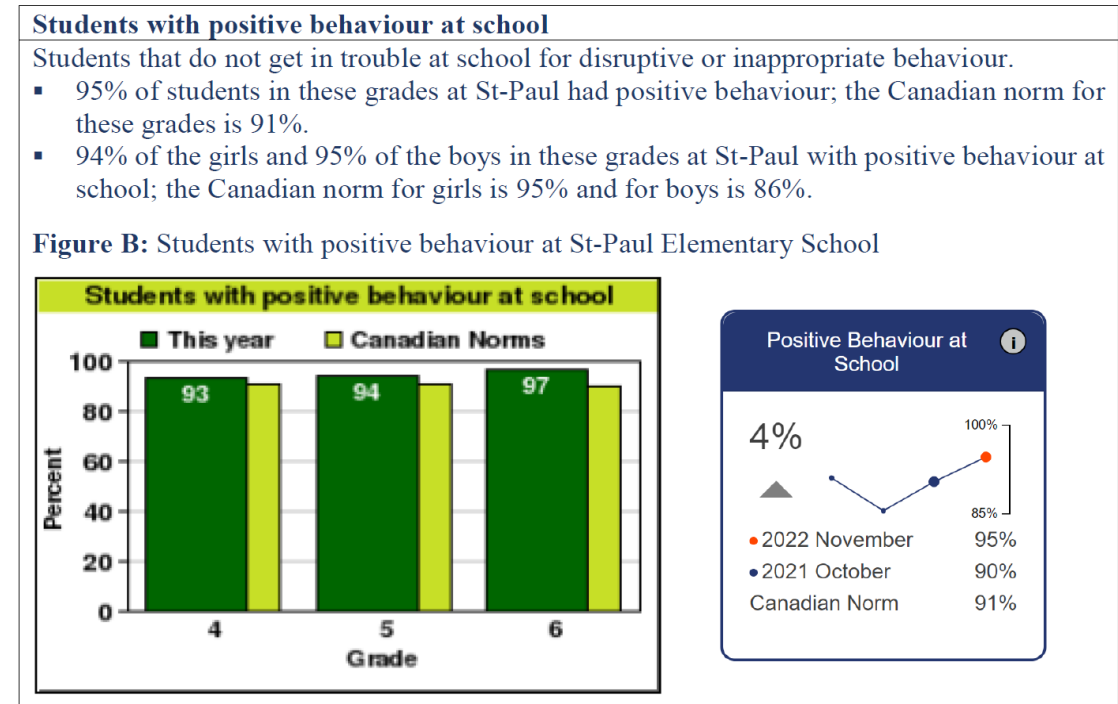 Students with positive behaviour at school
Students that do not get in trouble at school for disruptive or inappropriate behaviour.
▪ 95% of students in these grades at St-Paul had positive behaviour; the Canadian norm for
these grades is 91%.
▪ 94% of the girls and 95% of the boys in these grades at St-Paul with positive behaviour at
school; the Canadian norm for girls is 95% and for boys is 86%.
Figure B: Students with positive behaviour at St-Paul Elementary School
Students with positive behaviour at school
This year Canadian Norms
100
80
60
40
20
0
Percent
93 94 97
4 5 6
Grade
Positive Behaviour at
School
i
4%
100%
85%
2022 November 95%
2021 October 90%
Canadian Norm 91%